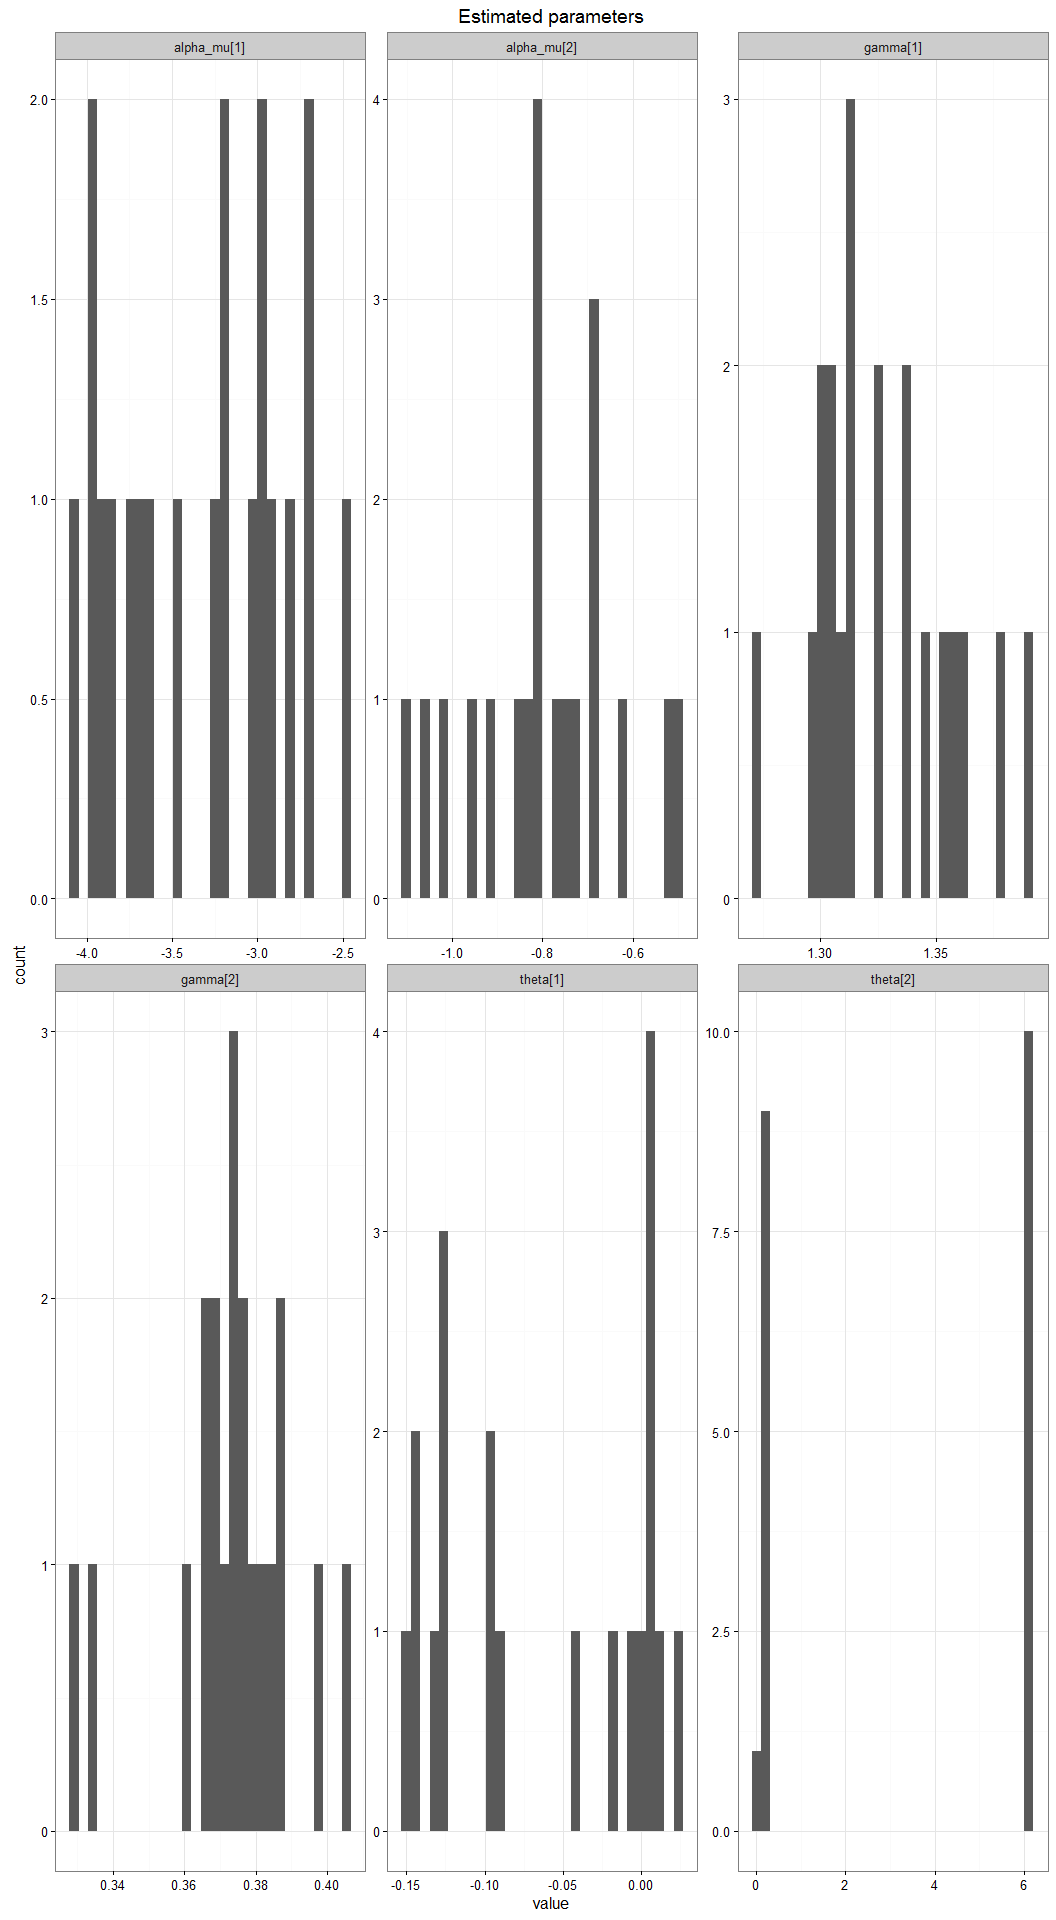 Estimated parameters
alpha_mu[1] alpha_mu[2] gamma[1]
2.0 4 3
1.5 3
2
1.0 2
1
0.5 1
0.0 0 0
-4.0 -3.5 -3.0 -2.5 -1.0 -0.8 -0.6 1.30 1.35
count
gamma[2] theta[1] theta[2]
3 4 10.0
3 7.5
2
2 5.0
1
1 2.5
0 0 0.0
0.34 0.36 0.38 0.40 -0.15 -0.10 -0.05 0.00 0 2 4 6
value